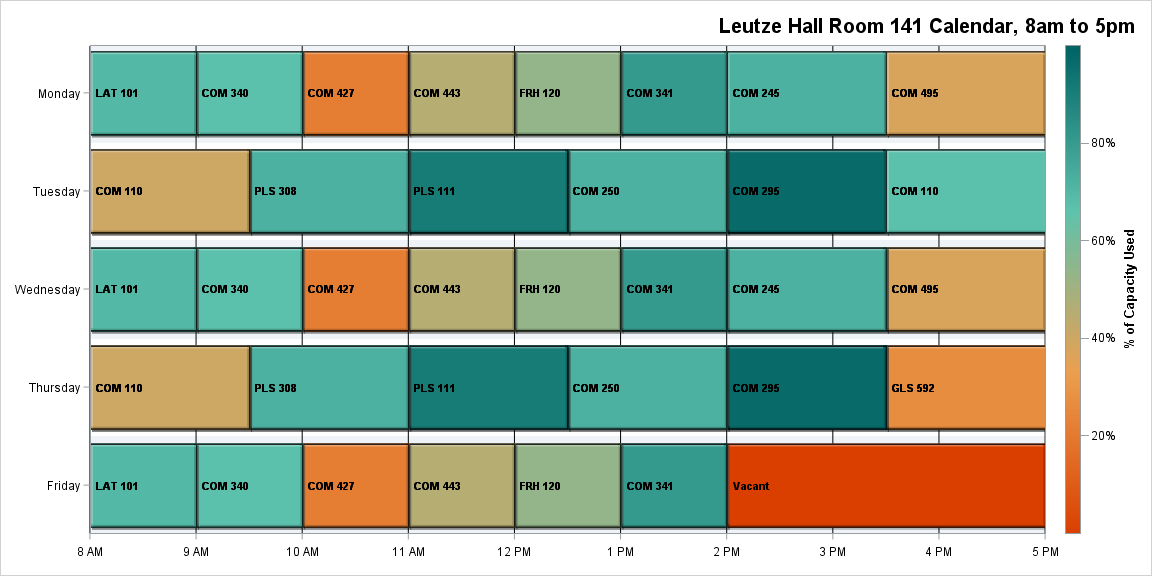 Leutze Hall Room 141 Calendar, 8am to 5pm
Monday
LAT 101
COM 340
COM 427
COM 443
FRH 120
COM 341
COM 245
COM 495
Tuesday
COM 110
PLS 308
PLS 111
COM 250
COM 295
COM 110
Wednesday
LAT 101
COM 340
COM 427
COM 443
FRH 120
COM 341
COM 245
COM 495
Thursday
COM 110
PLS 308
PLS 111
COM 250
COM 295
GLS 592
Friday
LAT 101
COM 340
COM 427
COM 443
FRH 120
COM 341
Vacant
8 AM
9 AM
10 AM
11 AM
12 PM
1 PM
2 PM
3 PM
4 PM
5 PM
80%
60%
40%
20%
% of Capacity Used